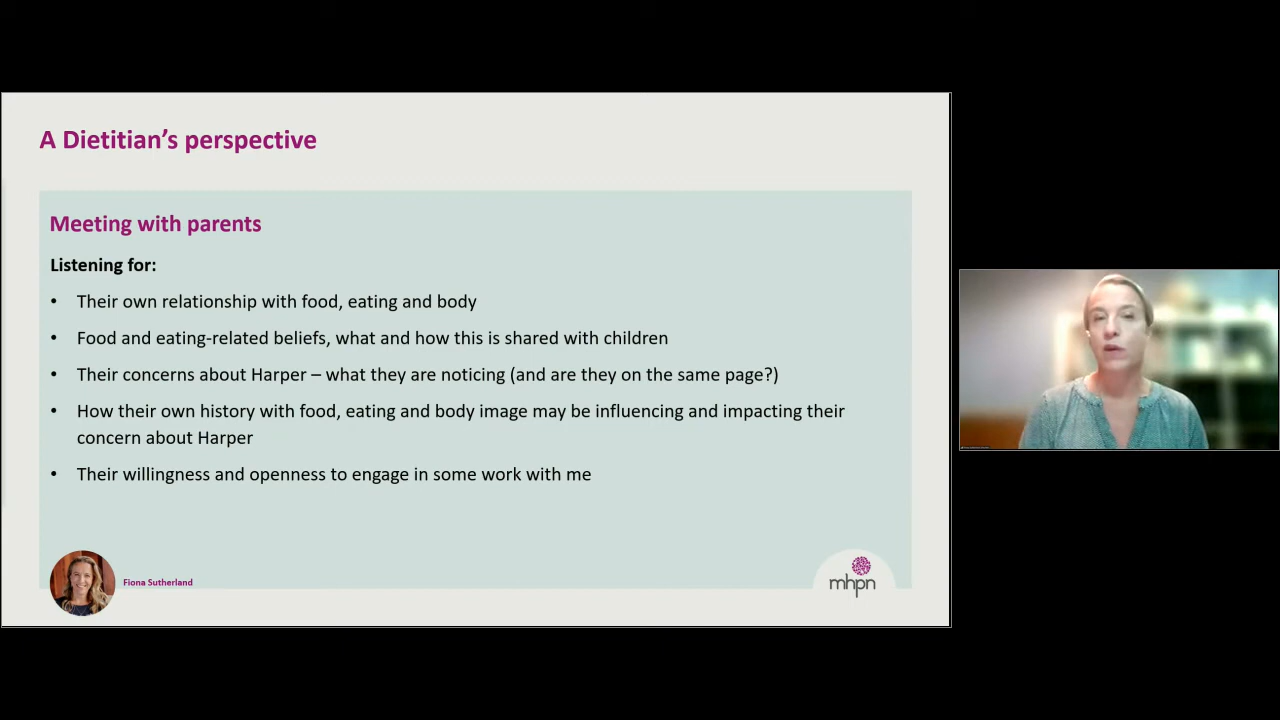 A Dietitian’s perspective
Meeting with parents
Listening for:
• Their own relationship with food, eating and body
• Food and eating-related beliefs, what and how this is shared with children
• Their concerns about Harper – what they are noticing (and are they on the same page?)
• How their own history with food, eating and body image may be influencing and impacting their
concern about Harper
• Their willingness and openness to engage in some work with me
Fiona Sutherland
mhpn